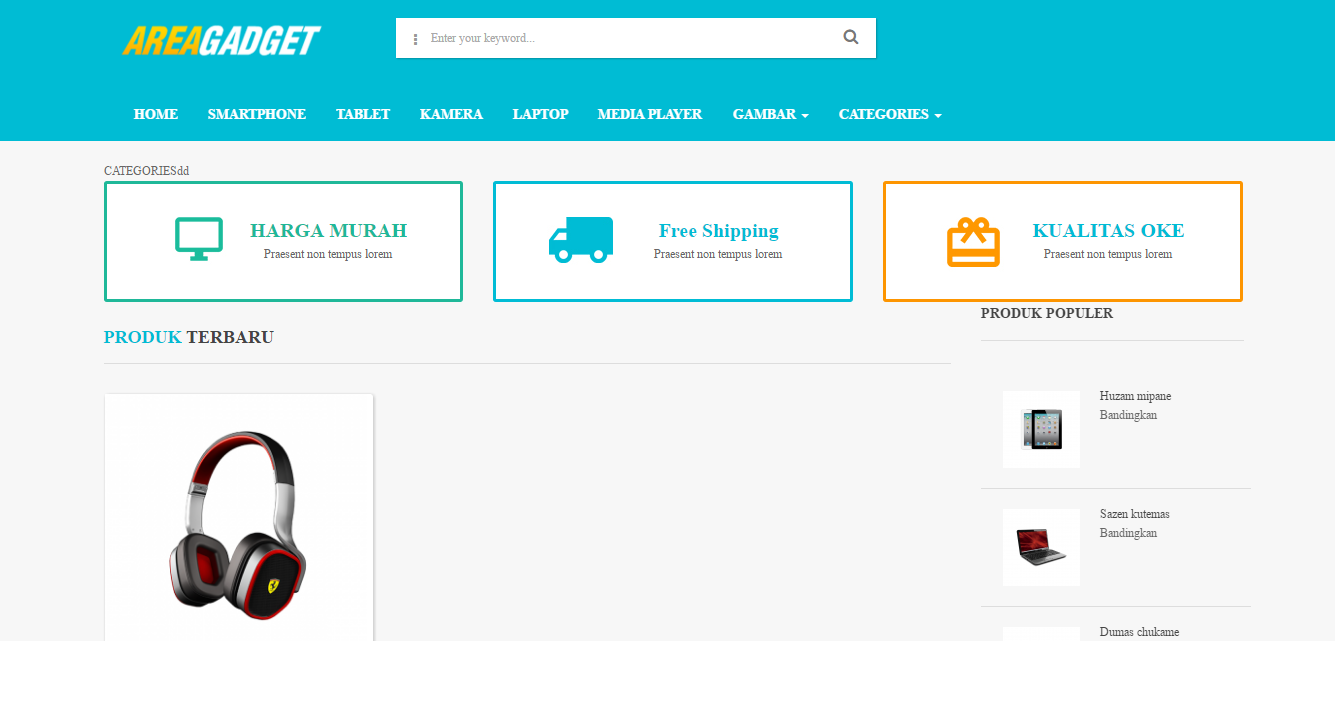 AREAGADGET
Enter your keyword...
HOME SMARTPHONE TABLET KAMERA LAPTOP MEDIA PLAYER GAMBAR CATEGORIES
CATEGORIESdd
HARGA MURAH
Praesent non tempus lorem
Free Shipping
Praesent non tempus lorem
KUALITAS OKE
Praesent non tempus lorem
PRODUK TERBARU
PRODUK POPULER
Huzam mipane
Bandingkan
Sazen kutemas
Bandingkan
Dumas chukame